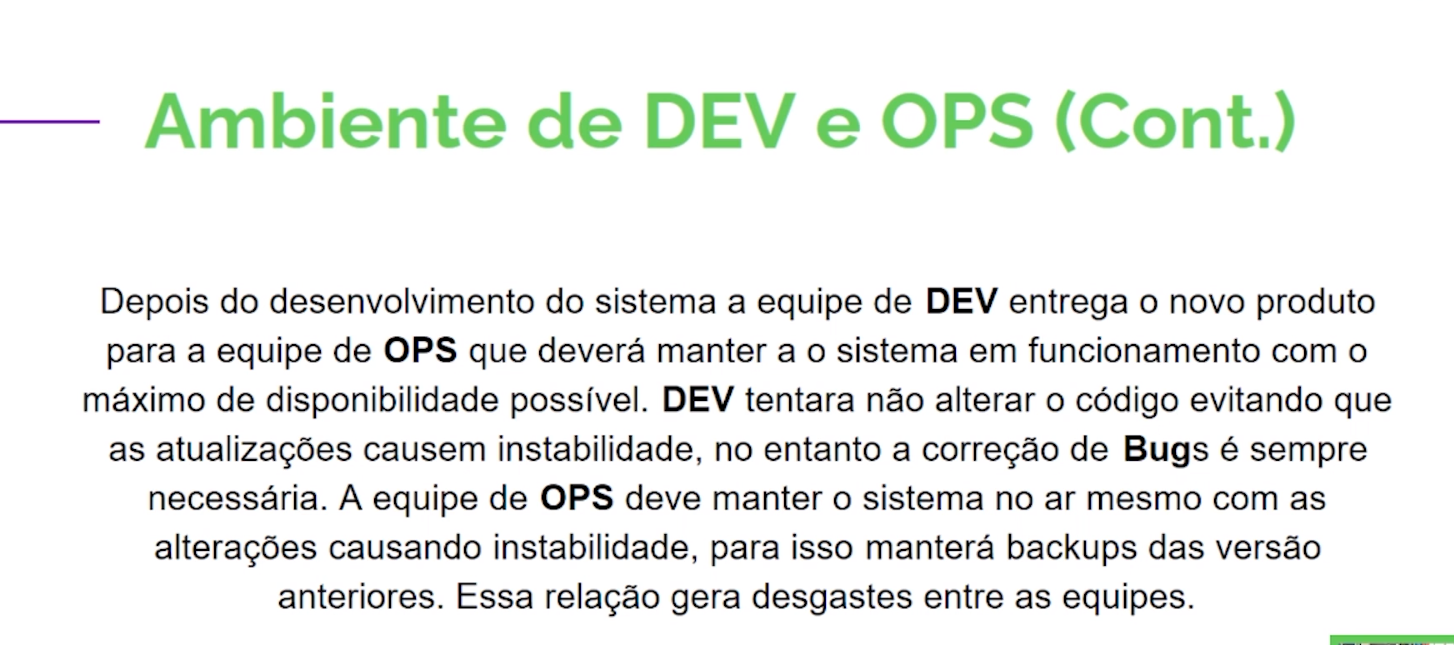 Ambiente de DEV e OPS (Cont.)
Depois do desenvolvimento do sistema a equipe de DEV entrega o novo produto
para a equipe de OPS que deverá manter a o sistema em funcionamento com o
máximo de disponibilidade possível. DEV tentara não alterar o código evitando que
as atualizações causem instabilidade, no entanto a correção de Bugs é sempre
necessária. A equipe de OPS deve manter o sistema no ar mesmo com as
alterações causando instabilidade, para isso manterá backups das versão
anteriores. Essa relação gera desgastes entre as equipes.